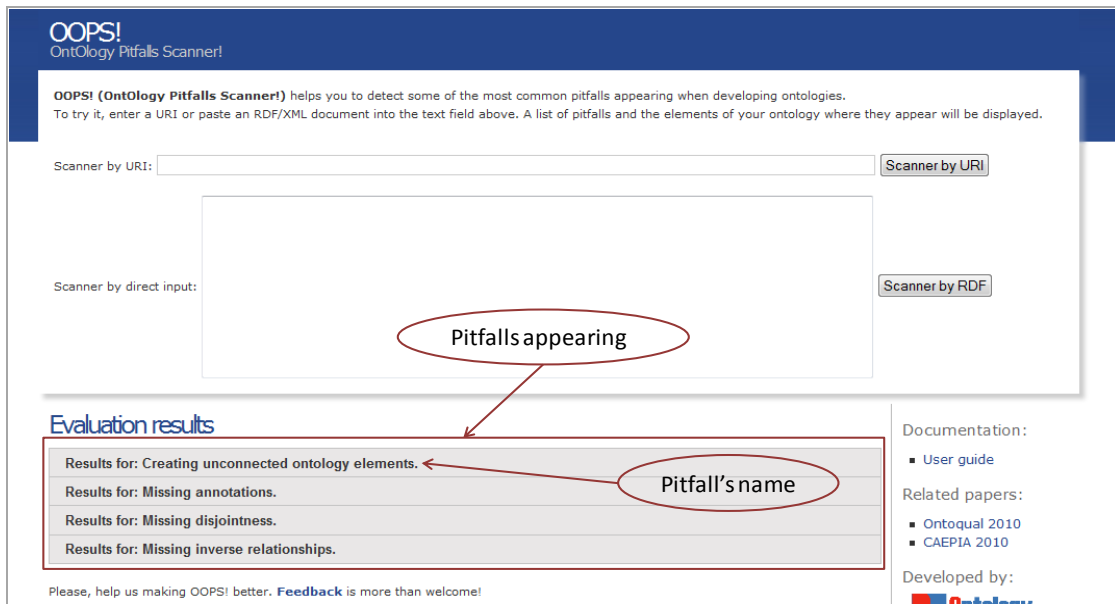 OOPS!
OntOlogy Pitfalls Scanner!
OOPS! (OntOlogy Pitfalls Scanner!) helps you to detect some of the most common pitfalls appearing when developing ontologies.
To try it, enter a URI or paste an RDF/XML document into the text field above. A list of pitfalls and the elements of your ontology where they appear will be displayed.
Scanner by URI:
Scanner by URI
Scanner by direct input:
Scanner by RDF
Pitfalls appearing
Evaluation results
Results for: Creating unconnected ontology elements.
Results for: Missing annotations.
Results for: Missing disjointness.
Results for: Missing inverse relationships.
Pitfall's name
Please, help us making OOPS! better. Feedback is more than welcome!
Documentation:
User guide
Related papers:
Ontoqual 2010
CAEPIA 2010
Developed by:
Ontology